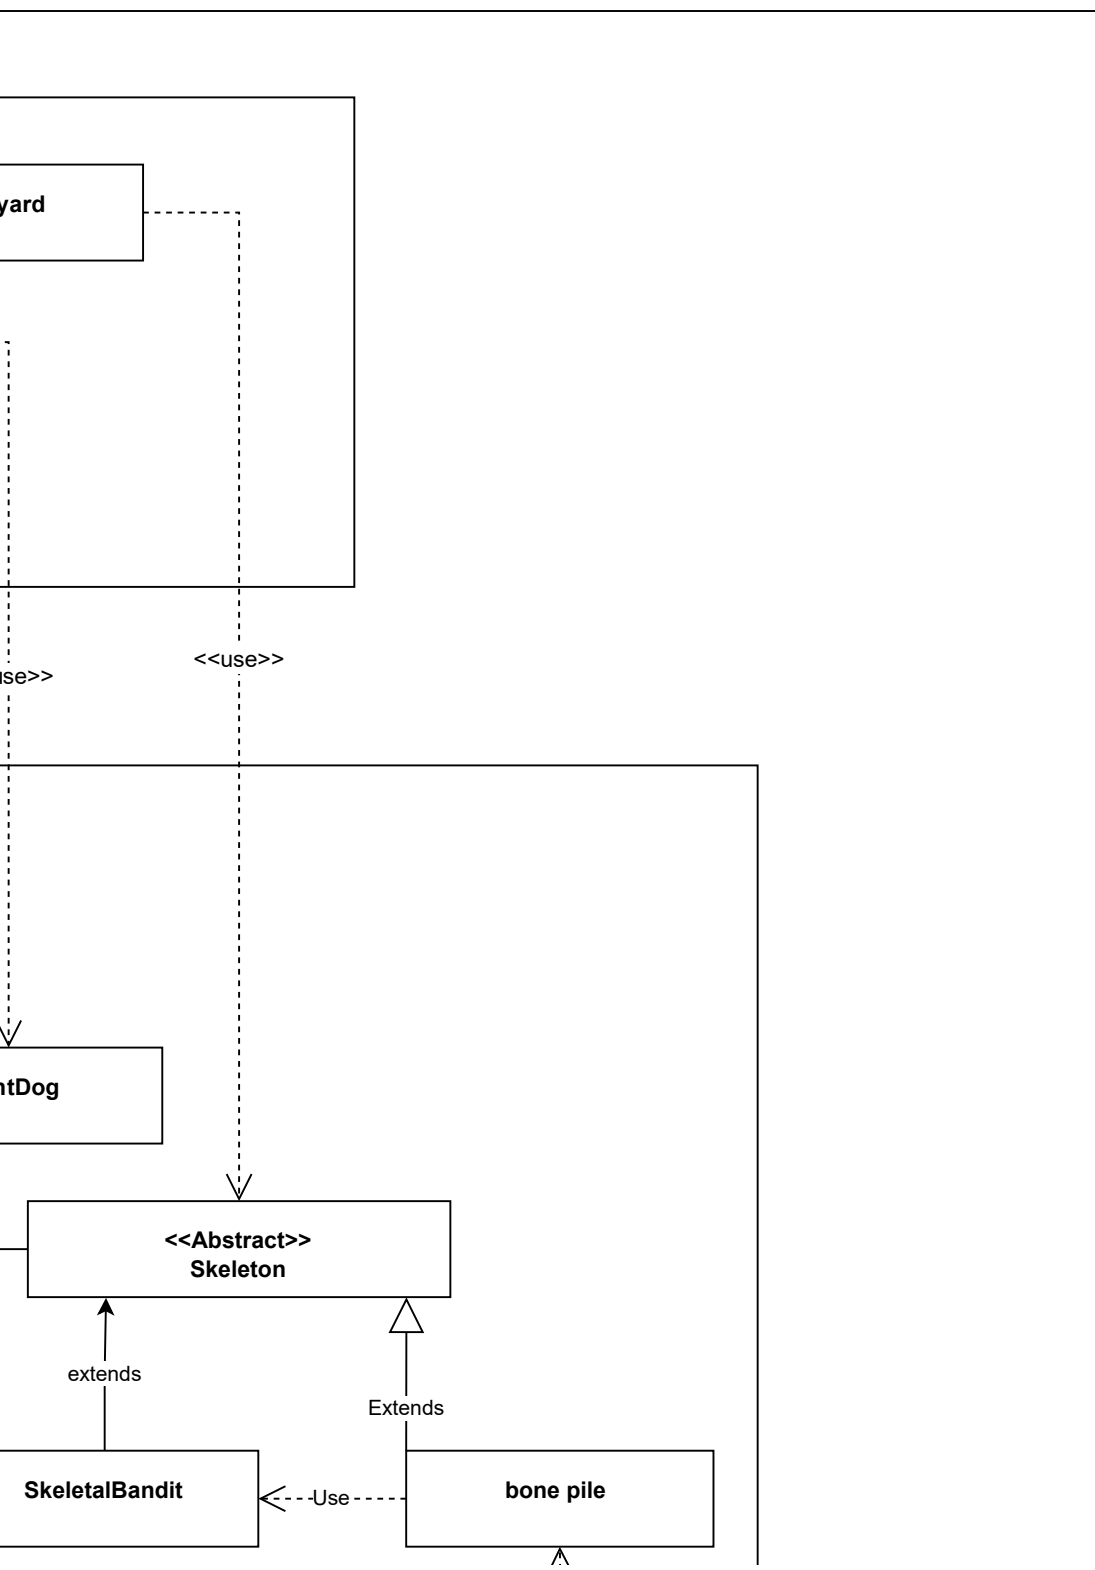 yard
<<use>>
use>>
ntDog
<<Abstract>>
Skeleton
extends
Extends
SkeletalBandit
Use
bone pile